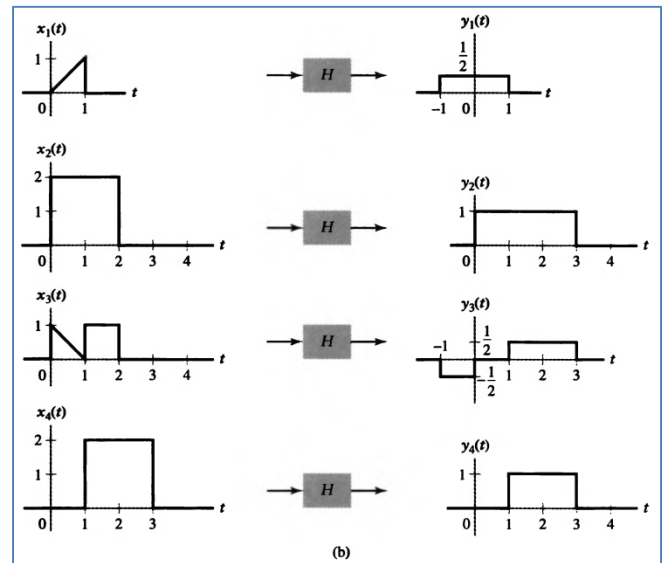 x₁(t)
1
0 1 t
H
y₁(t)
1/2
-1 0 1 t
x₂(t)
2
1
0 1 2 3 4 t
H
y₂(t)
1
0 1 2 3 4 t
x₃(t)
1
0 1 2 3 4 t
H
y₃(t)
-1 1/2
1 2 3 t
-1/2
x₄(t)
2
1
0 1 2 3 t
H
y₄(t)
1
0 1 2 3 4 t
(b)